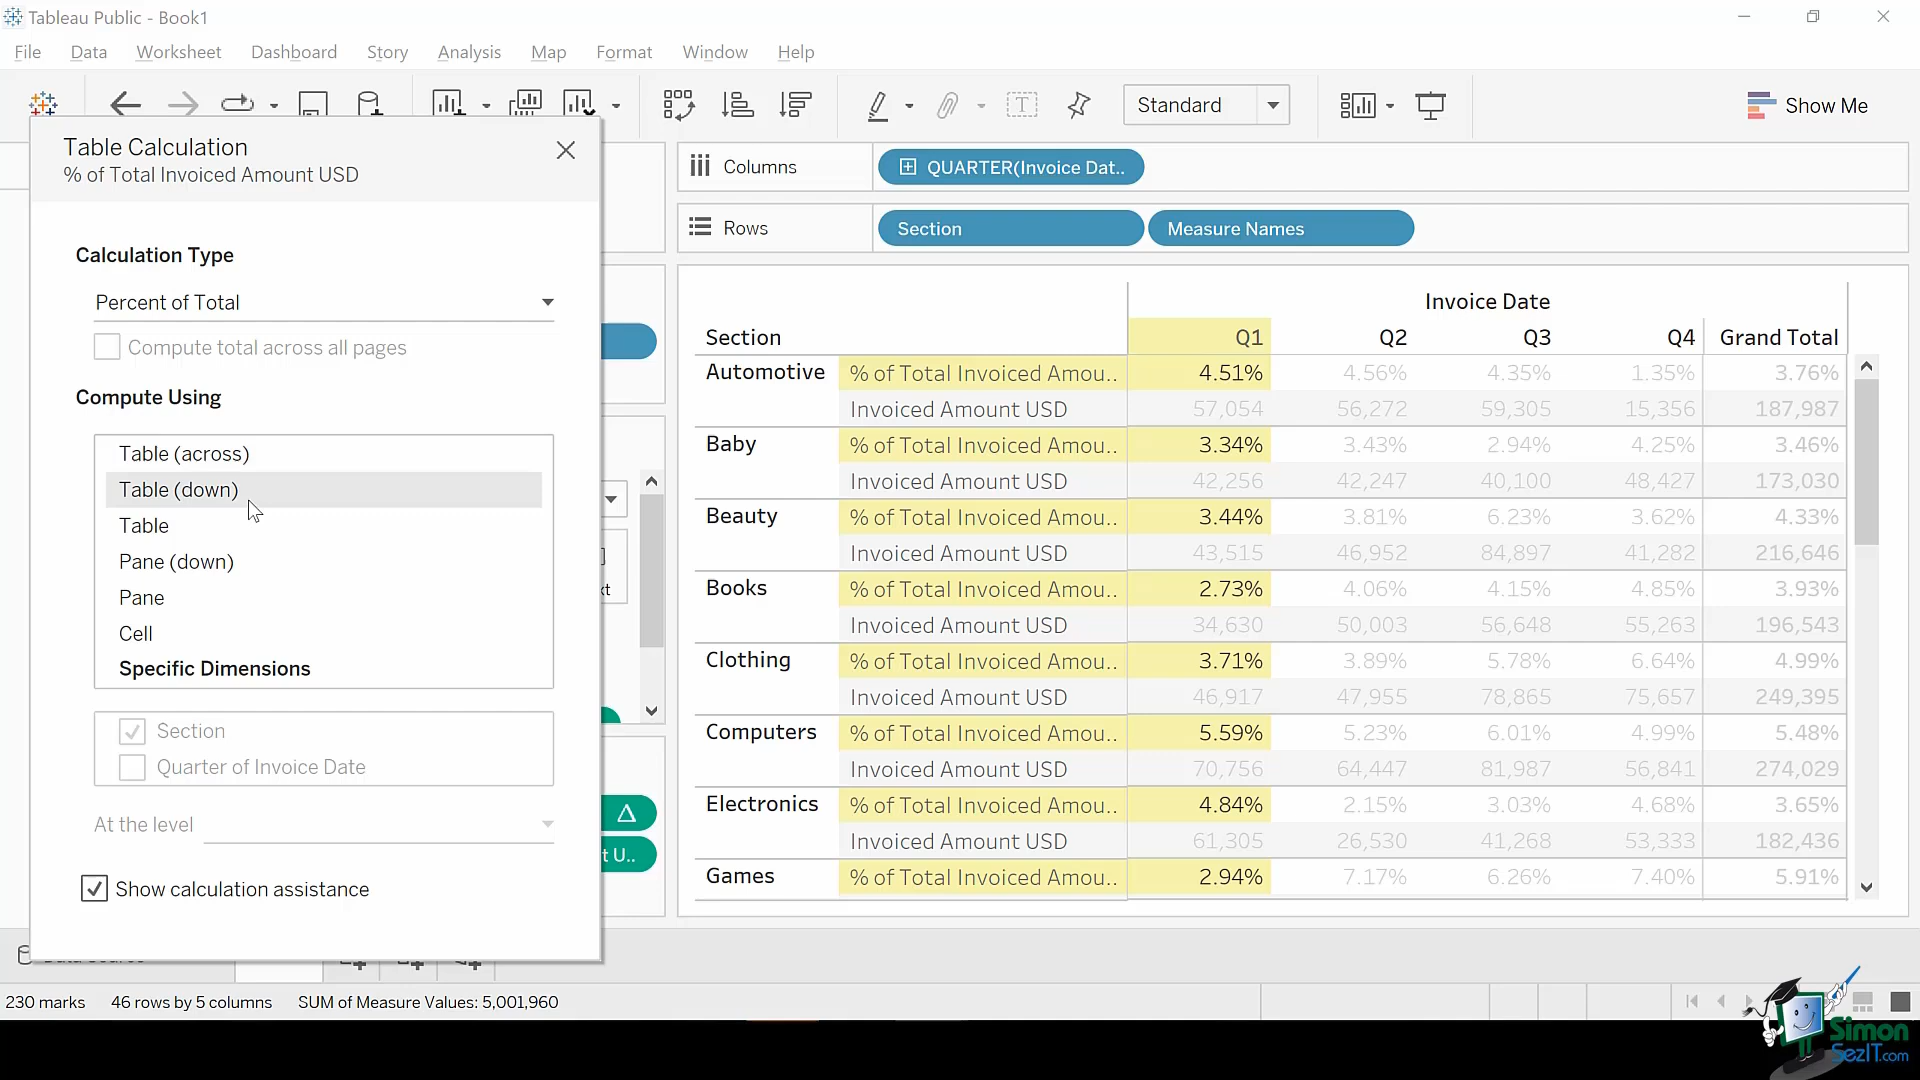 Tableau Public - Book1
File Data Worksheet Dashboard Story Analysis Map Format Window Help
Standard
Show Me
Table Calculation
% of Total Invoiced Amount USD
Calculation Type
Percent of Total
Compute total across all pages
Compute Using
Table (across)
Table (down)
Table
Pane (down)
Pane
Cell
Specific Dimensions
Section
Quarter of Invoice Date
At the level
Show calculation assistance
t U..
Columns QUARTER(Invoice Dat..
Rows Section Measure Names
Invoice Date
Section Q1 Q2 Q3 Q4 Grand Total
Automotive % of Total Invoiced Amou.. 4.51% 4.56% 4.35% 1.35% 3.76%
Invoiced Amount USD 57,054 56,272 59,305 15,356 187,987
Baby % of Total Invoiced Amou.. 3.34% 3.43% 2.94% 4.25% 3.46%
Invoiced Amount USD 42,256 42,247 40,100 48,427 173,030
Beauty % of Total Invoiced Amou.. 3.44% 3.81% 6.23% 3.62% 4.33%
Invoiced Amount USD 43,515 46,952 84,897 41,282 216,646
Books % of Total Invoiced Amou.. 2.73% 4.06% 4.15% 4.85% 3.93%
Invoiced Amount USD 34,630 50,003 56,648 55,263 196,543
Clothing % of Total Invoiced Amou.. 3.71% 3.89% 5.78% 6.64% 4.99%
Invoiced Amount USD 46,917 47,955 78,865 75,657 249,395
Computers % of Total Invoiced Amou.. 5.59% 5.23% 6.01% 4.99% 5.48%
Invoiced Amount USD 70,756 64,447 81,987 56,841 274,029
Electronics % of Total Invoiced Amou.. 4.84% 2.15% 3.03% 4.68% 3.65%
Invoiced Amount USD 61,305 26,530 41,268 53,333 182,436
Games % of Total Invoiced Amou.. 2.94% 7.17% 6.26% 7.40% 5.91%
230 marks 46 rows by 5 columns SUM of Measure Values: 5,001,960
Simon
SezIT.com